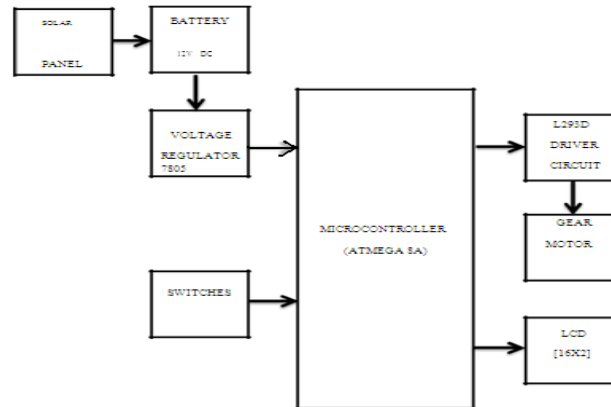 SOLAR
PANEL
BATTERY
12V DC
VOLTAGE
REGULATOR
7805
SWITCHES
MICROCONTROLLER
(ATMEGA 8A)
L293D
DRIVER
CIRCUIT
GEAR
MOTOR
LCD
[16X2]